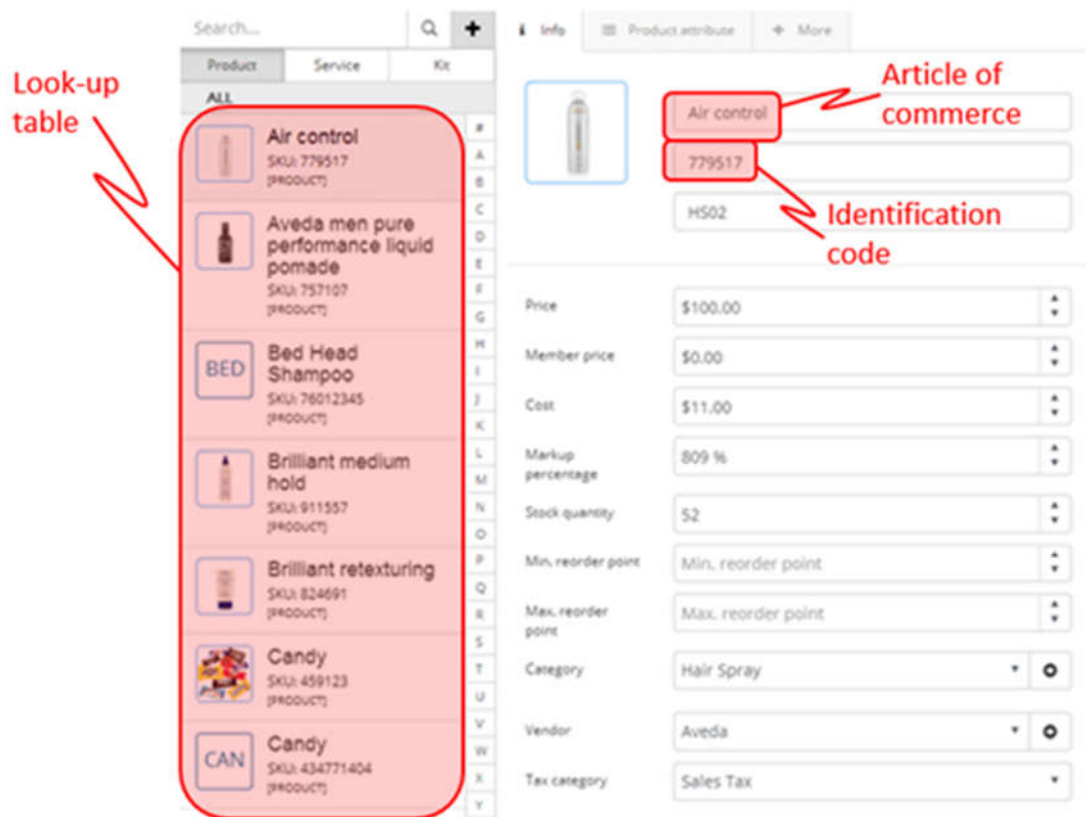 Look-up
table
Search...
Product Service Kit
ALL
Air control
SKU: 779517
[PRODUCT]
Aveda men pure
performance liquid
pomade
SKU: 757107
[PRODUCT]
BED
Bed Head
Shampoo
SKU: 76012345
[PRODUCT]
Brilliant medium
hold
SKU: 911557
[PRODUCT]
Brilliant retexturing
SKU: 824691
[PRODUCT]
Candy
SKU: 459123
[PRODUCT]
CAN
Candy
SKU: 434771404
[PRODUCT]
#
A
B
C
D
E
F
G
H
I
J
K
L
M
N
O
P
Q
R
S
T
U
V
W
X
Y
Info Product attribute More
Article of
commerce
Air control
779517
HS02
Identification
code
Price $100.00
Member price $0.00
Cost $11.00
Markup
percentage
809 %
Stock quantity 52
Min. reorder point Min. reorder point
Max. reorder
point
Max. reorder point
Category Hair Spray
Vendor Aveda
Tax category Sales Tax